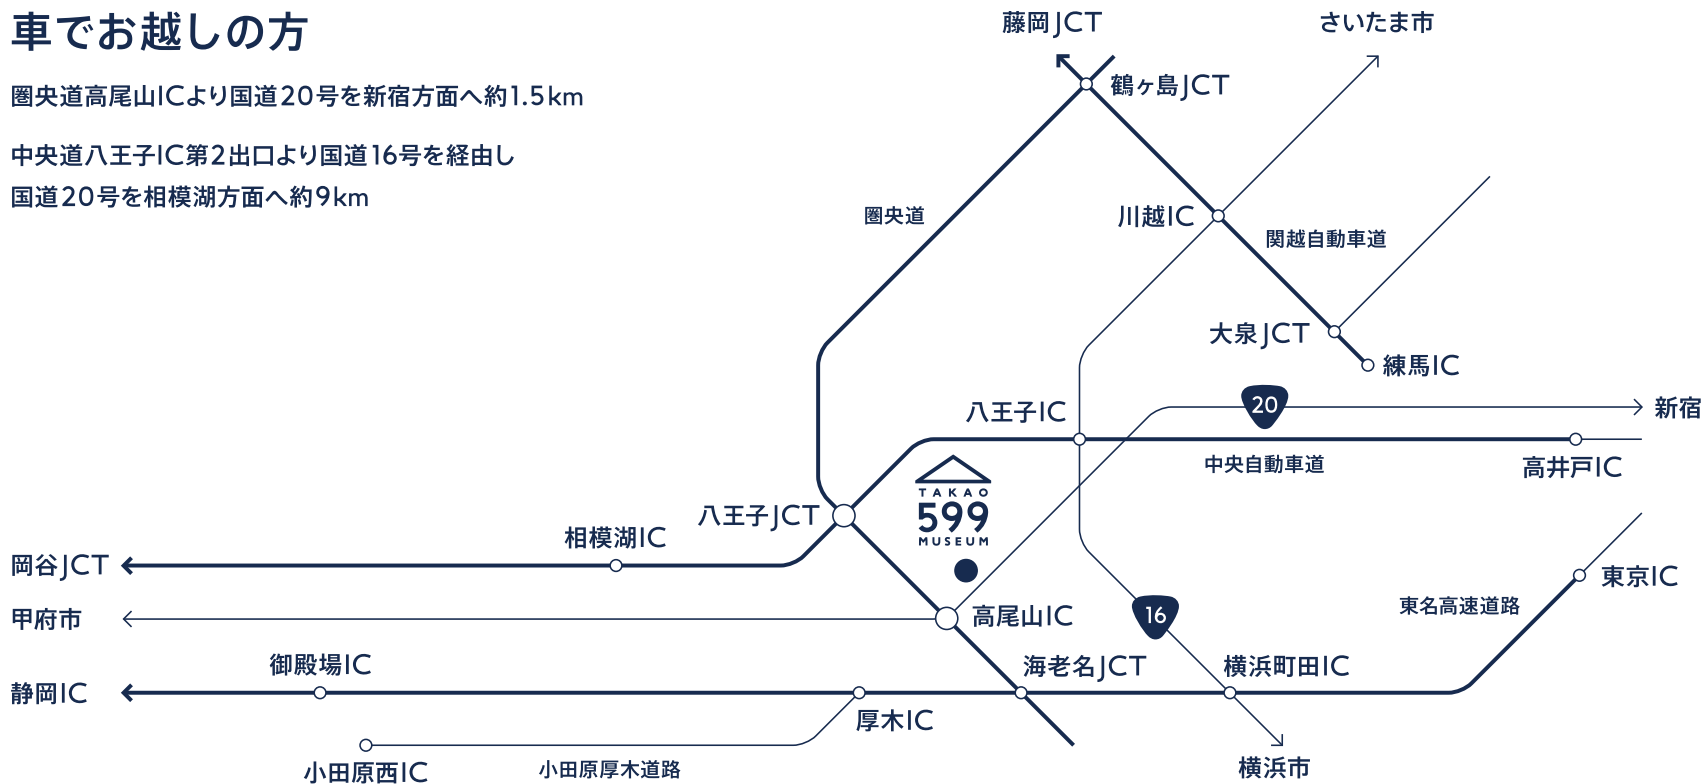 車でお越しの方
圏央道高尾山ICより国道20号を新宿方面へ約1.5km
中央道八王子IC第2出口より国道16号を経由し
国道20号を相模湖方面へ約9km
藤岡JCT
さいたま市
鶴ヶ島JCT
圏央道
川越IC
関越自動車道
大泉JCT
練馬IC
八王子IC
20
新宿
中央自動車道
高井戸IC
TAKAO
599
MUSEUM
八王子JCT
相模湖IC
岡谷JCT
東京IC
東名高速道路
甲府市
高尾山IC
16
御殿場IC
海老名JCT
横浜町田IC
静岡IC
厚木IC
小田原西IC
小田原厚木道路
横浜市